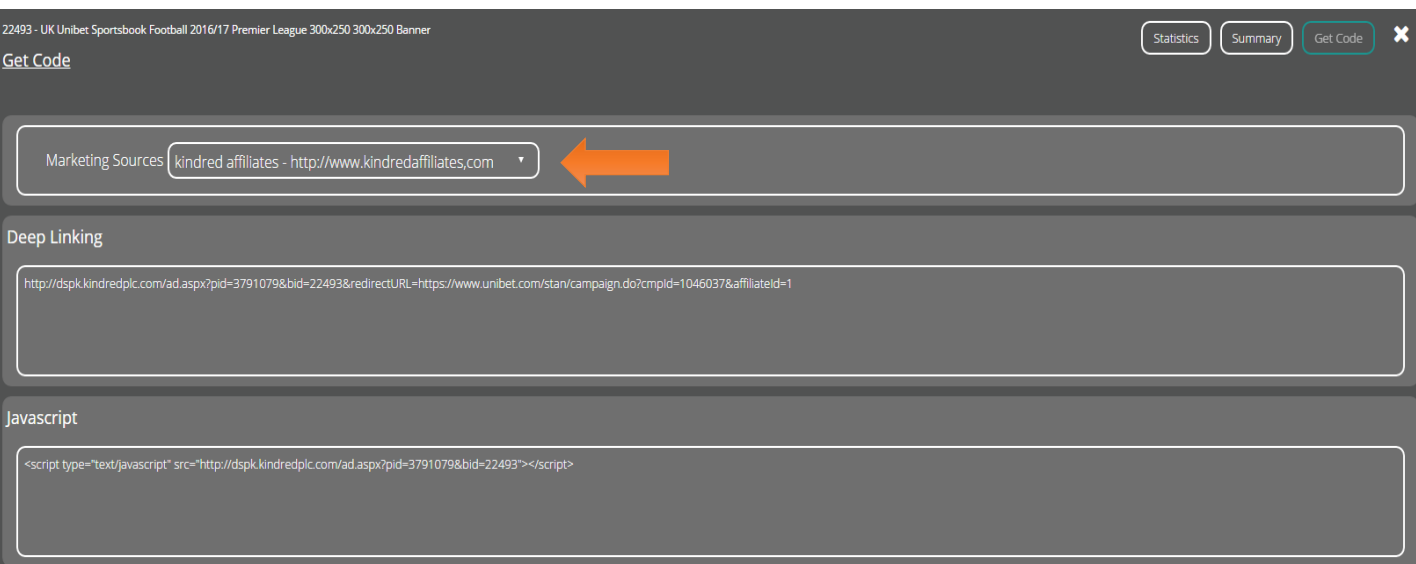 22493 - UK Unibet Sportsbook Football 2016/17 Premier League 300x250 300x250 Banner
Statistics
Summary
Get Code
Get Code
Marketing Sources
kindred affiliates - http://www.kindredaffiliates,com
Deep Linking
http://dspk.kindredplc.com/ad.aspx?pid=3791079&bid=22493&redirectURL=https://www.unibet.com/stan/campaign.do?cmpId=1046037&affiliateId=1
Javascript
<script type="text/javascript" src="http://dspk.kindredplc.com/ad.aspx?pid=3791079&bid=22493"></script>